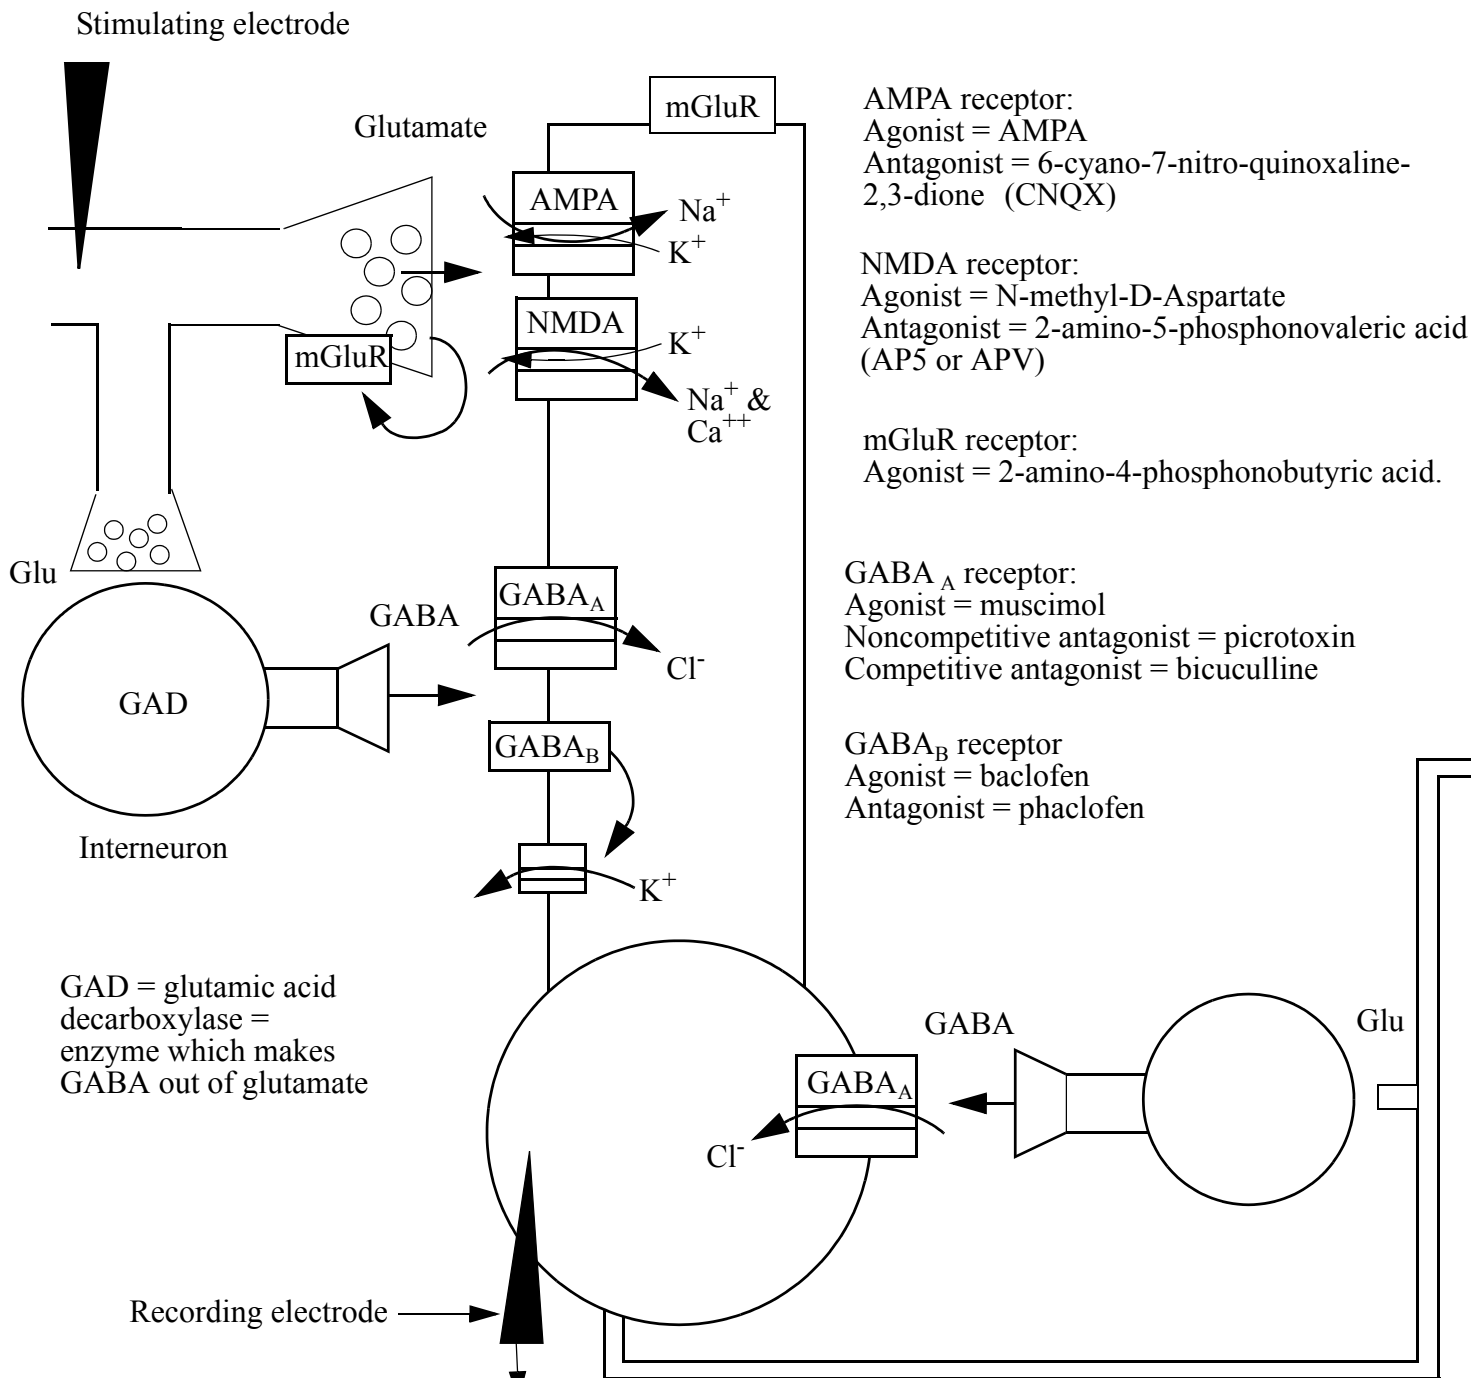 Stimulating electrode
Glutamate
mGluR
AMPA
Na+
K+
NMDA
K+
Na+ &
Ca++
mGluR
Glu
GABA
GABAA
Cl-
GAD
GABAB
Interneuron
K+
AMPA receptor:
Agonist = AMPA
Antagonist = 6-cyano-7-nitro-quinoxaline-
2,3-dione (CNQX)
NMDA receptor:
Agonist = N-methyl-D-Aspartate
Antagonist = 2-amino-5-phosphonovaleric acid
(AP5 or APV)
mGluR receptor:
Agonist = 2-amino-4-phosphonobutyric acid.
GABA A receptor:
Agonist = muscimol
Noncompetitive antagonist = picrotoxin
Competitive antagonist = bicuculline
GABAB receptor
Agonist = baclofen
Antagonist = phaclofen
GAD = glutamic acid
decarboxylase =
enzyme which makes
GABA out of glutamate
GABA
Glu
GABAA
Cl-
Recording electrode